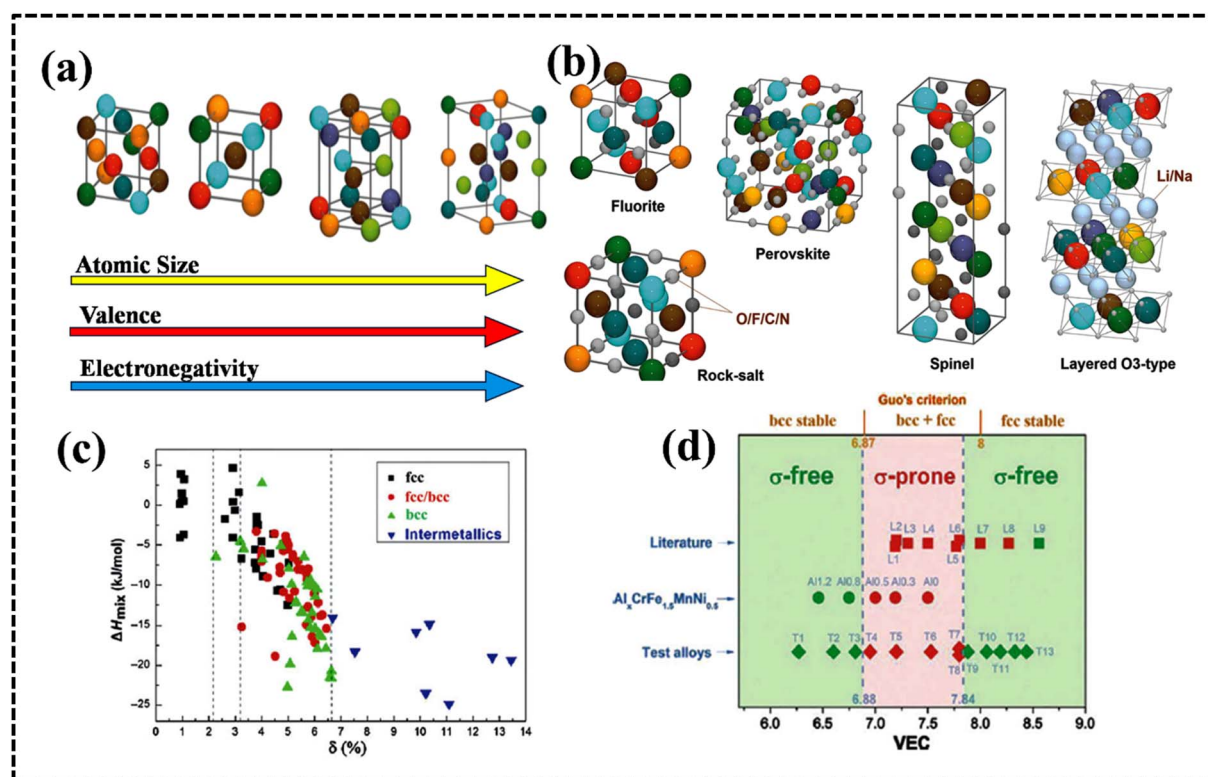 (a)
Atomic Size
Valence
Electronegativity
(b)
Fluorite
Perovskite
Li/Na
O/F/C/N
Rock-salt
Spinel
Layered O3-type
(c)
fcc
fcc/bcc
bcc
Intermetallics
5
0
-5
-10
-15
-20
-25
ΔHmix (kJ/mol)
0 1 2 3 4 5 6 7 8 9 10 11 12 13 14
δ (%)
(d)
Guo's criterion
bcc stable bcc + fcc fcc stable
6.87 8
σ-free σ-prone σ-free
Literature
L2 L3 L4 L6 L7 L8 L9
L1 L5
AlxCrFe1.5MnNi0.5
Al1.2 Al0.8 Al0.5 Al0.3 Al0
Test alloys
T1 T2 T3 T4 T5 T6 T7 T10 T12
T8 T9 T11 T13
6.88 7.84
6.0 6.5 7.0 7.5 8.0 8.5 9.0
VEC